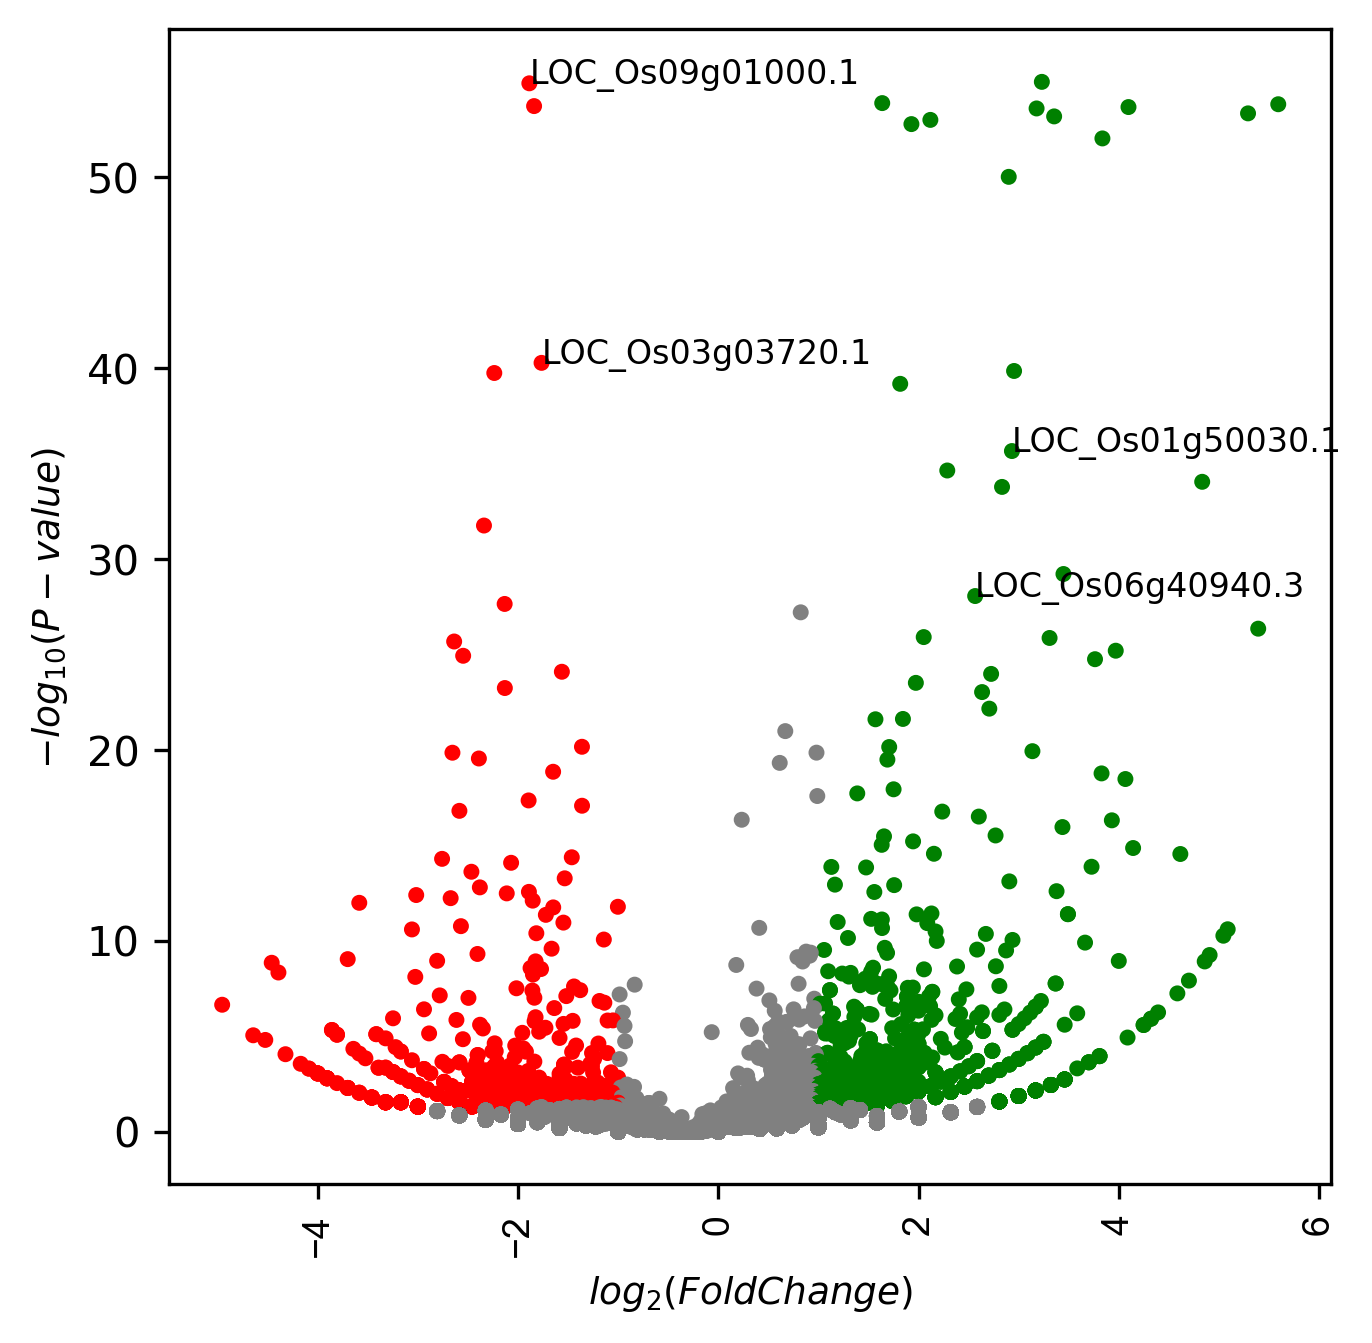 LOC_Os09g01000.1
LOC_Os03g03720.1
LOC_Os01g50030.1
LOC_Os06g40940.3
50
40
30
20
10
0
−log₁₀(P − value)
−4
−2
0
2
4
6
log₂(FoldChange)